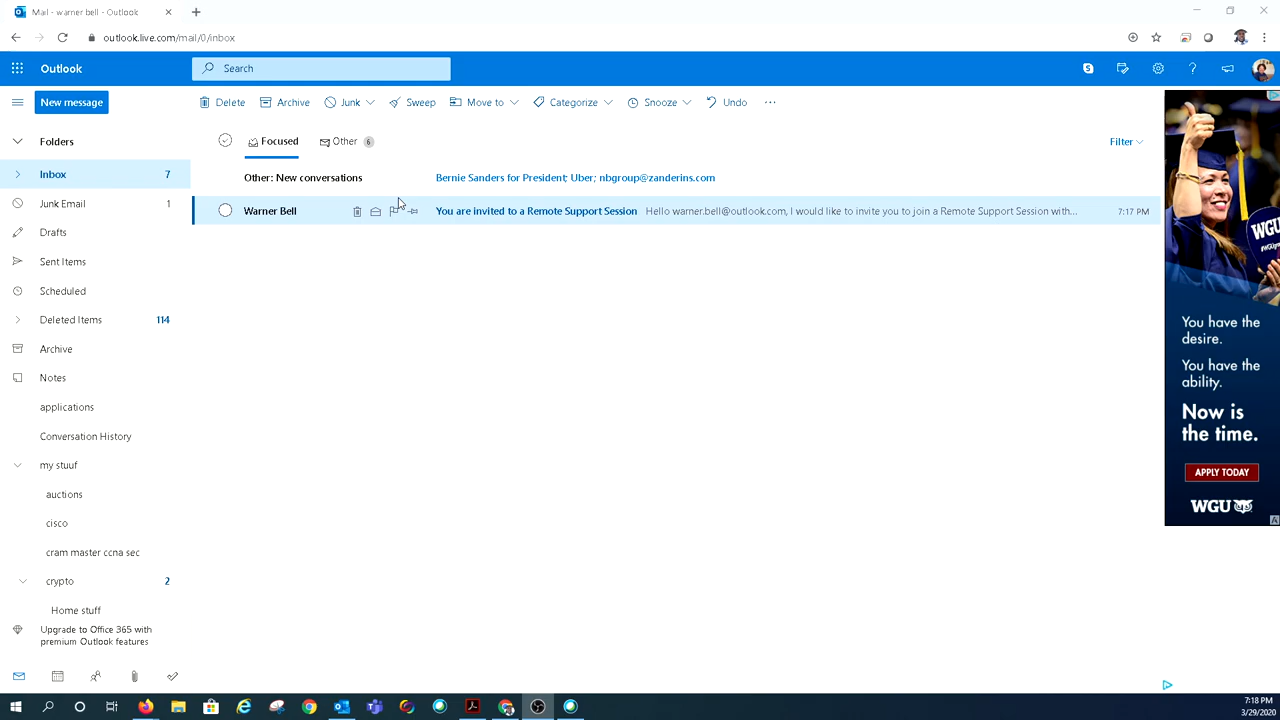 Mail - warner bell - Outlook
outlook.live.com/mail/0/inbox
Outlook
Search
New message
Delete
Archive
Junk
Sweep
Move to
Categorize
Snooze
Undo
Folders
Focused
Other 6
Filter
Inbox 7
Other: New conversations
Bernie Sanders for President; Uber; nbgroup@zanderins.com
Junk Email 1
Warner Bell
You are invited to a Remote Support Session
Hello warner.bell@outlook.com, I would like to invite you to join a Remote Support Session with...
7:17 PM
Drafts
Sent Items
Scheduled
Deleted Items 114
Archive
Notes
applications
Conversation History
my stuuf
auctions
cisco
cram master ccna sec
crypto 2
Home stuff
Upgrade to Office 365 with
premium Outlook features
WGU
You have the
desire.
You have the
ability.
Now is
the time.
APPLY TODAY
WGU
7:18 PM
3/29/2020